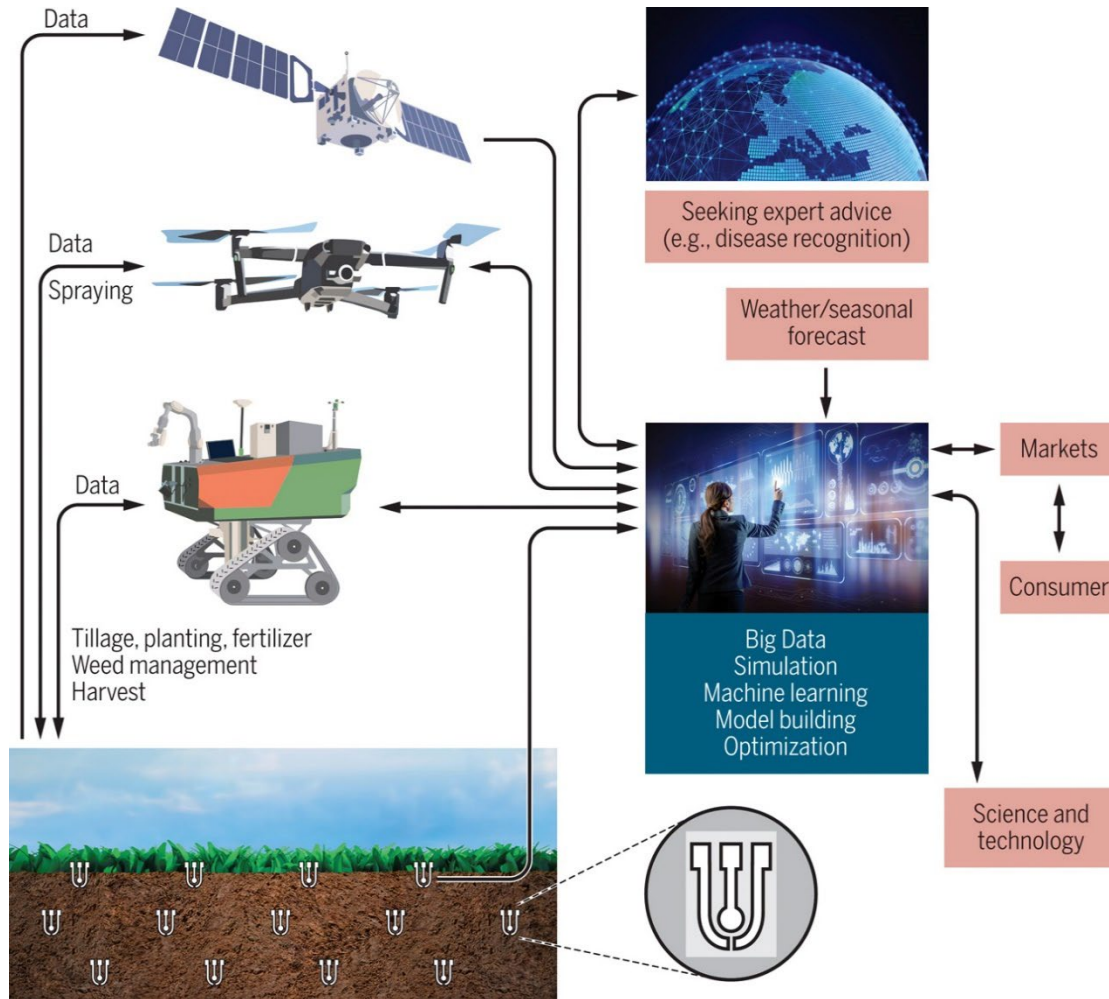 Data
Data
Spraying
Data
Tillage, planting, fertilizer
Weed management
Harvest
Seeking expert advice
(e.g., disease recognition)
Weather/seasonal
forecast
Markets
Consumer
Big Data
Simulation
Machine learning
Model building
Optimization
Science and
technology